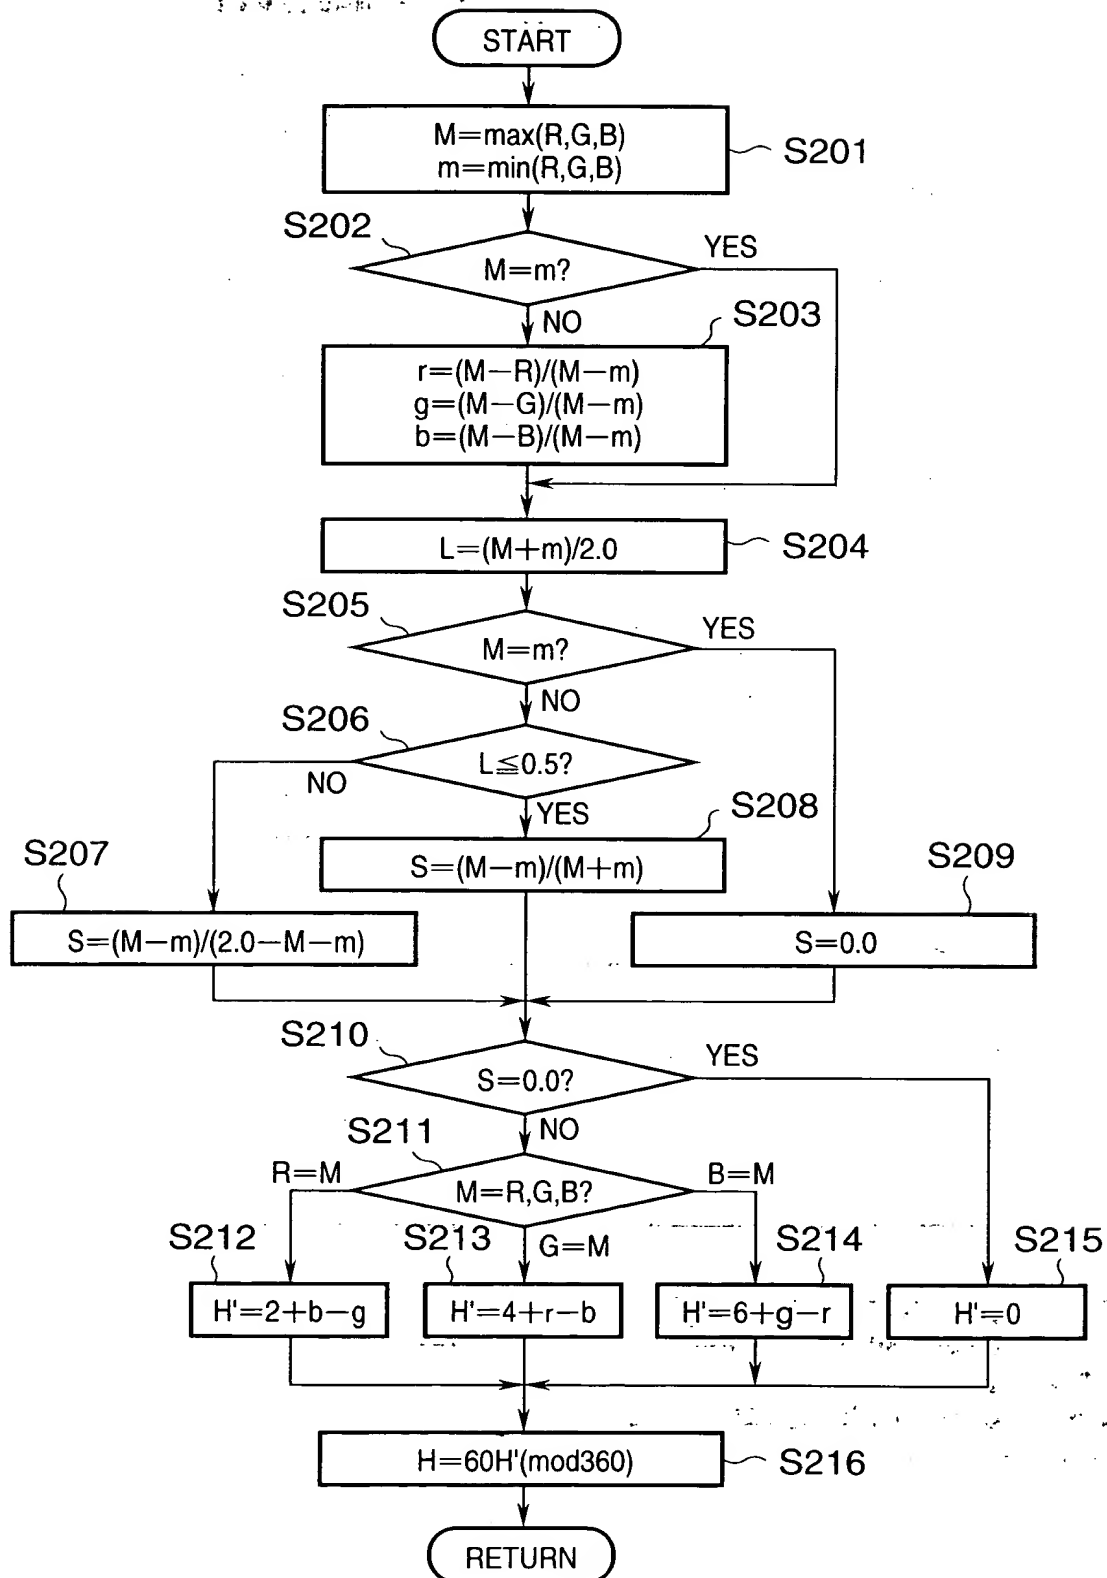 START
M=max(R,G,B)
m=min(R,G,B)
S201
S202
M=m?
YES
NO
S203
r=(M−R)/(M−m)
g=(M−G)/(M−m)
b=(M−B)/(M−m)
L=(M+m)/2.0
S204
S205
M=m?
YES
NO
S206
L≦0.5?
NO
YES
S208
S=(M−m)/(M+m)
S207
S=(M−m)/(2.0−M−m)
S209
S=0.0
S210
S=0.0?
YES
NO
S211
M=R,G,B?
R=M
B=M
G=M
S212
H'=2+b−g
S213
H'=4+r−b
S214
H'=6+g−r
S215
H'=0
H=60H'(mod360)
S216
RETURN